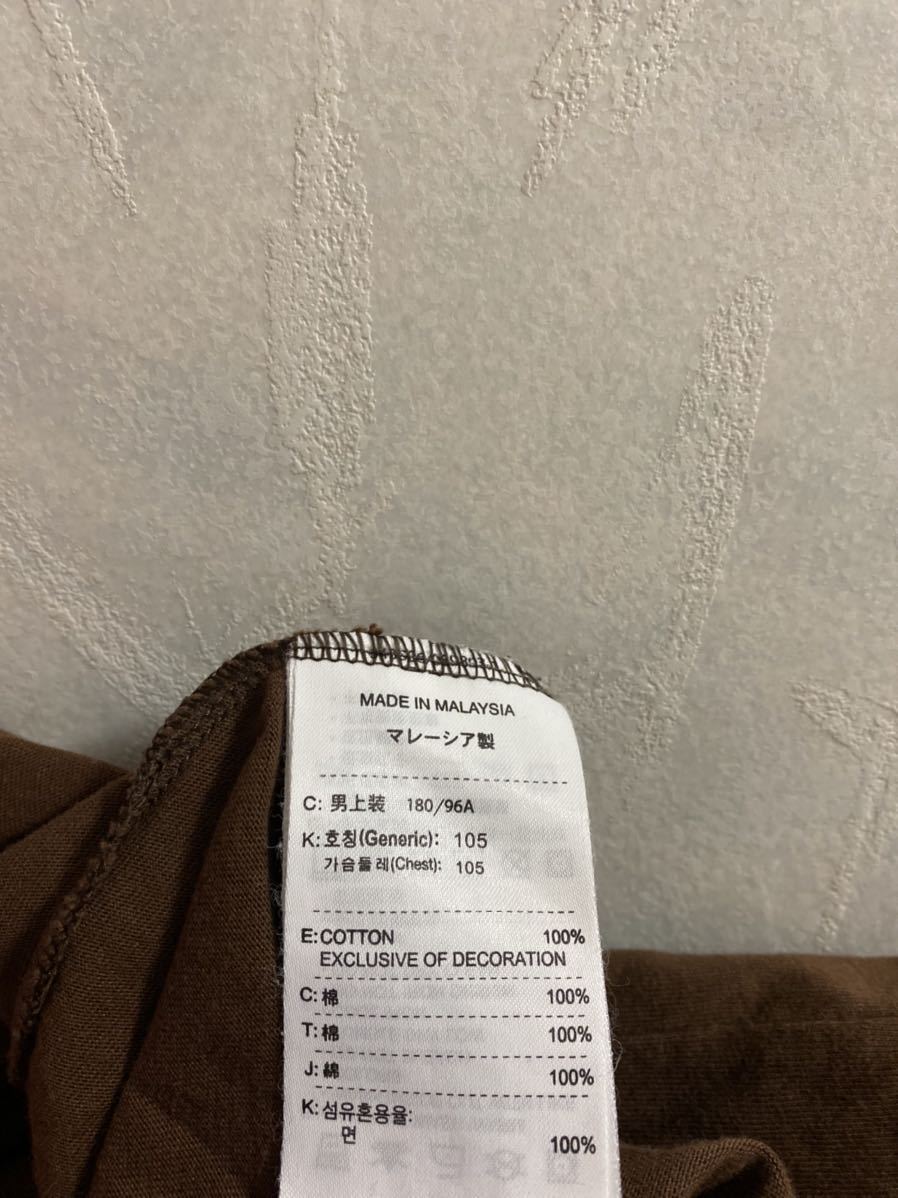 MADE IN MALAYSIA
マレーシア製
C: 男上装 180/96A
K: 호칭(Generic): 105
가슴둘레(Chest): 105
E: COTTON 100%
EXCLUSIVE OF DECORATION
C: 棉 100%
T: 棉 100%
J: 綿 100%
K: 섬유혼용율:
면 100%